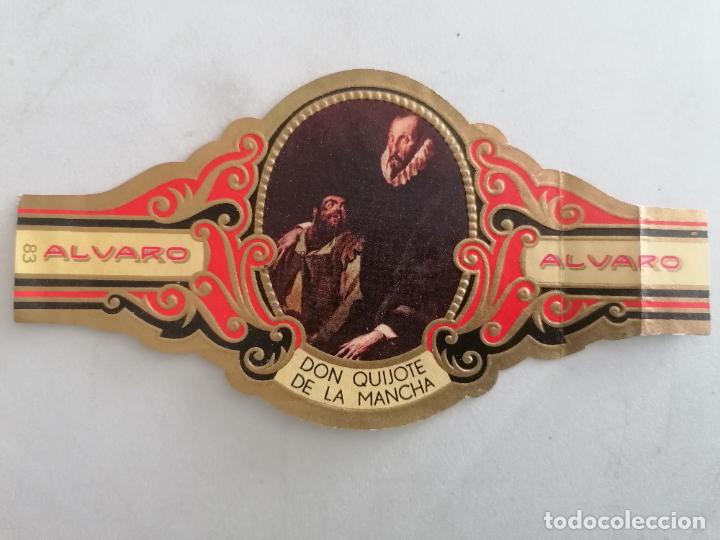 83
ALVARO
ALVARO
DON QUIJOTE
DE LA MANCHA
todocoleccion